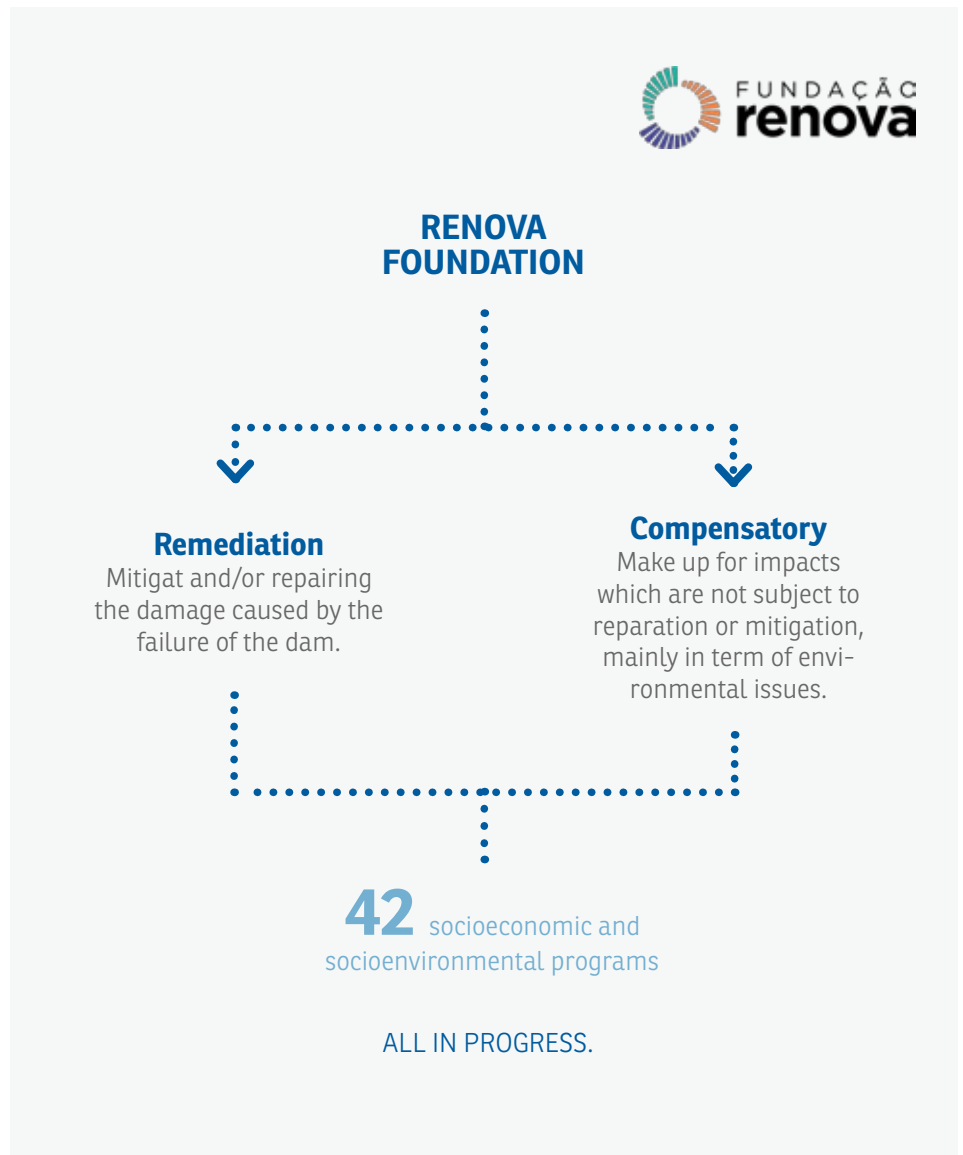 FUNDAÇÃO
renova
RENOVA
FOUNDATION
Remediation
Mitigat and/or repairing
the damage caused by the
failure of the dam.
Compensatory
Make up for impacts
which are not subject to
reparation or mitigation,
mainly in term of envi-
ronmental issues.
42 socioeconomic and
socioenvironmental programs
ALL IN PROGRESS.